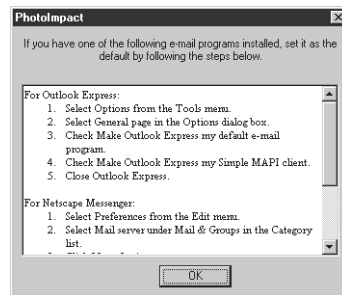 PhotoImpact
If you have one of the following e-mail programs installed, set it as the
default by following the steps below.
For Outlook Express:
1. Select Options from the Tools menu.
2. Select General page in the Options dialog box.
3. Check Make Outlook Express my default e-mail
program.
4. Check Make Outlook Express my Simple MAPI client.
5. Close Outlook Express.
For Netscape Messenger:
1. Select Preferences from the Edit menu.
2. Select Mail server under Mail & Groups in the Category
list.
OK